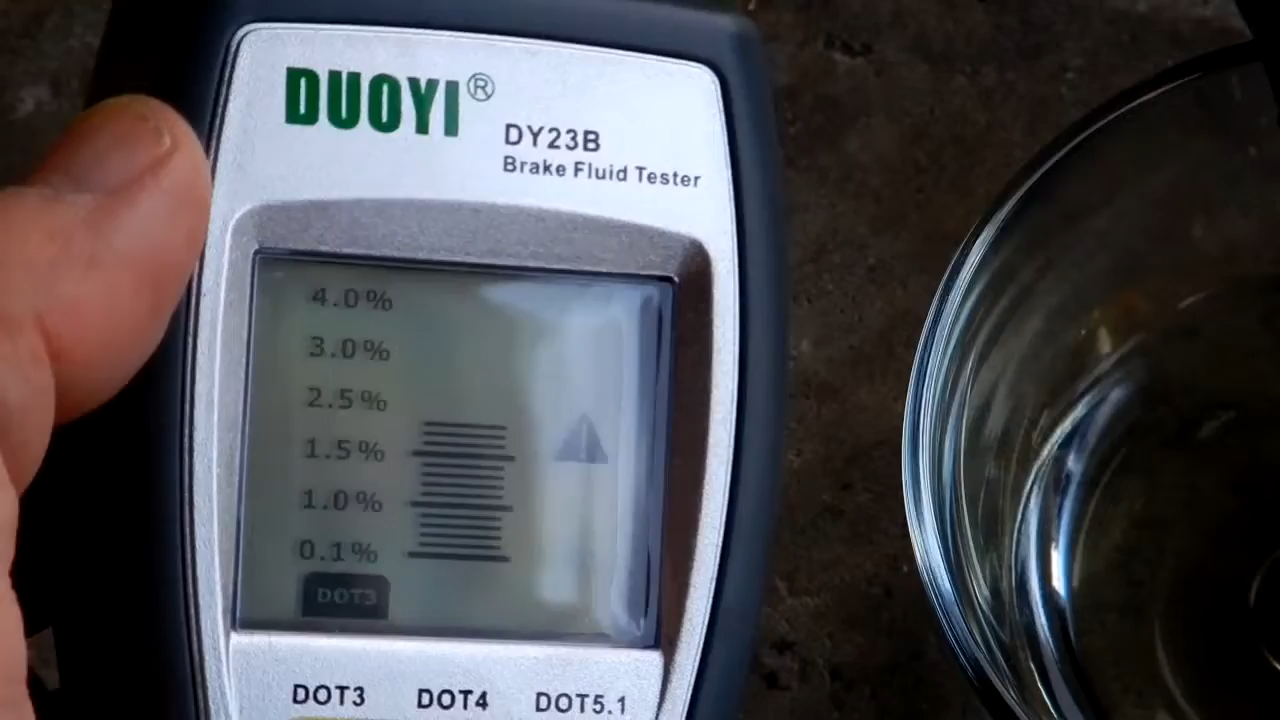 DUOYI®
DY23B
Brake Fluid Tester
4.0%
3.0%
2.5%
1.5%
1.0%
0.1%
DOT3
DOT3 DOT4 DOT5.1